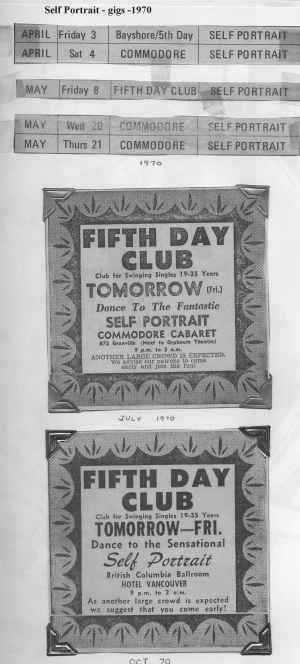 Self Portrait - gigs -1970
APRIL Friday 3 Bayshore/5th Day SELF PORTRAIT
APRIL Sat 4 COMMODORE SELF PORTRAIT
MAY Friday 8 FIFTH DAY CLUB SELF PORTRAIT
MAY Wed 20 COMMODORE SELF PORTRAIT
MAY Thurs 21 COMMODORE SELF PORTRAIT
1970
FIFTH DAY
CLUB
Club for Swinging Singles 19-35 Years
TOMORROW (Fri.)
Dance To The Fantastic
SELF PORTRAIT
COMMODORE CABARET
872 Granville (Next to Orpheum Theatre)
9 p.m. to 2 a.m.
ANOTHER LARGE CROWD IS EXPECTED,
We advise our patrons to come
early and join the fun!
JULY 1970
FIFTH DAY
CLUB
Club for Swinging Singles 19-35 Years
TOMORROW—FRI.
Dance to the Sensational
Self Portrait
British Columbia Ballroom
HOTEL VANCOUVER
9 p.m. to 2 a.m.
As another large crowd is expected
we suggest that you come early!
OCT. 70